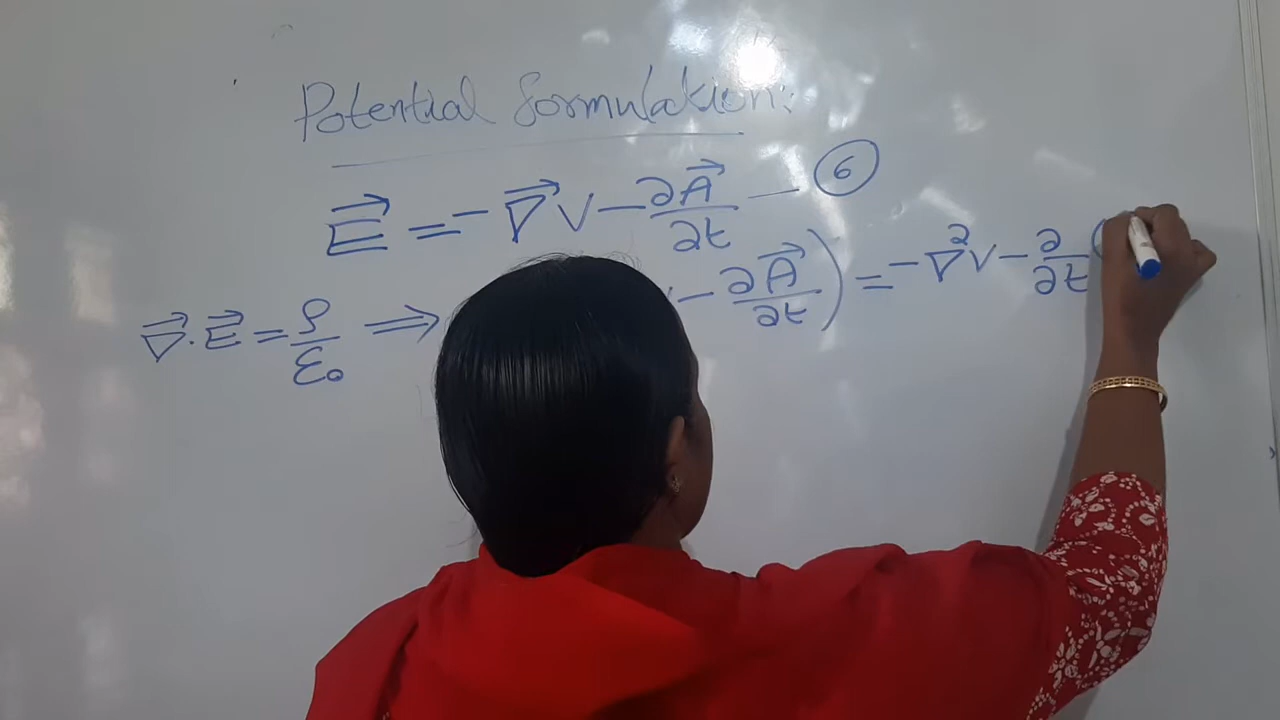 Potential formulation:
E⃗ = -∇⃗V - ∂A⃗/∂t - ⑥
∇⃗.E⃗ = ρ/ε₀ ⟹ - ∂A⃗/∂t) = -∇²V - ∂/∂t (